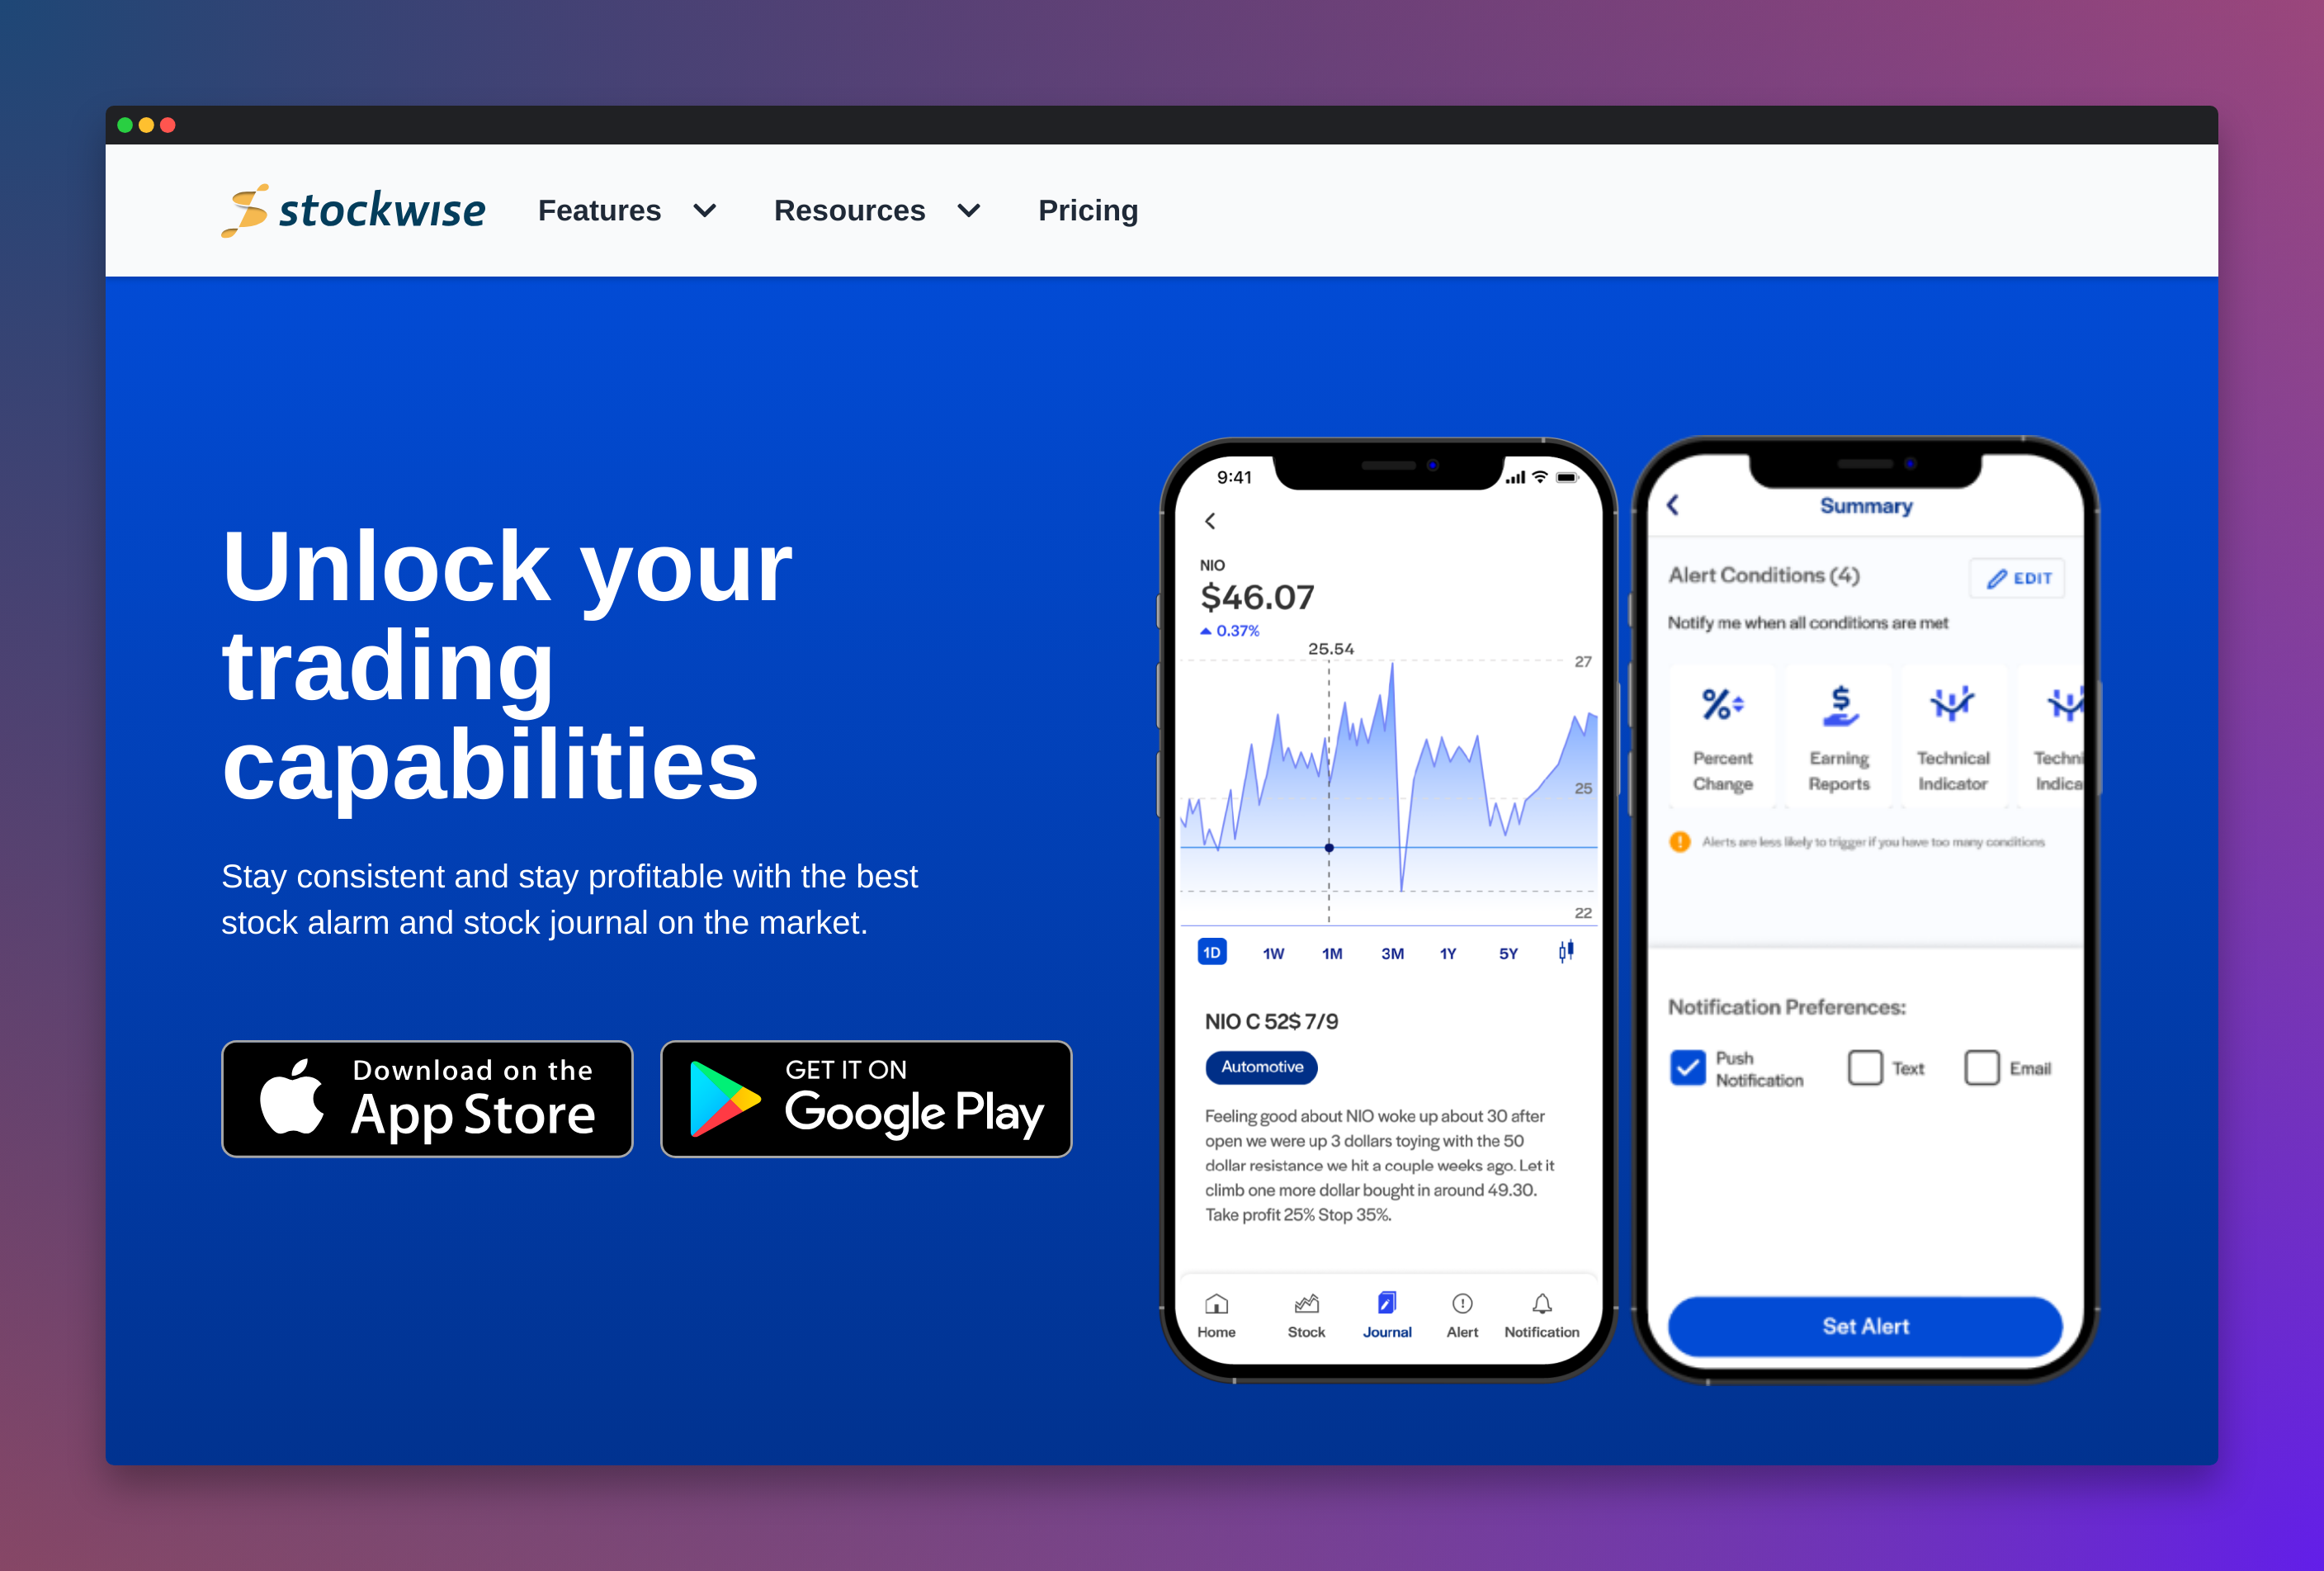 stockwise
Features
Resources
Pricing
Unlock your
trading
capabilities
Stay consistent and stay profitable with the best
stock alarm and stock journal on the market.
Download on the
App Store
GET IT ON
Google Play
9:41
NIO
$46.07
0.37%
25.54
27
25
22
1D 1W 1M 3M 1Y 5Y
NIO C 52$ 7/9
Automotive
Feeling good about NIO woke up about 30 after
open we were up 3 dollars toying with the 50
dollar resistance we hit a couple weeks ago. Let it
climb one more dollar bought in around 49.30.
Take profit 25% Stop 35%.
Home Stock Journal Alert Notification
Summary
Alert Conditions (4)
EDIT
Notify me when all conditions are met
Percent
Change
Earning
Reports
Technical
Indicator
Techni
Indica
Alerts are less likely to trigger if you have too many conditions
Notification Preferences:
Push
Notification
Text
Email
Set Alert